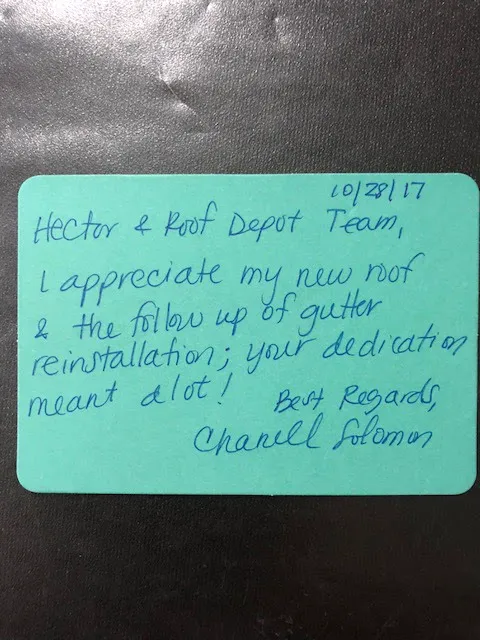 10/28/17
Hector & Roof Depot Team,
I appreciate my new roof
& the follow up of gutter
reinstallation; your dedication
meant alot!
Best Regards,
Chanell Solomon